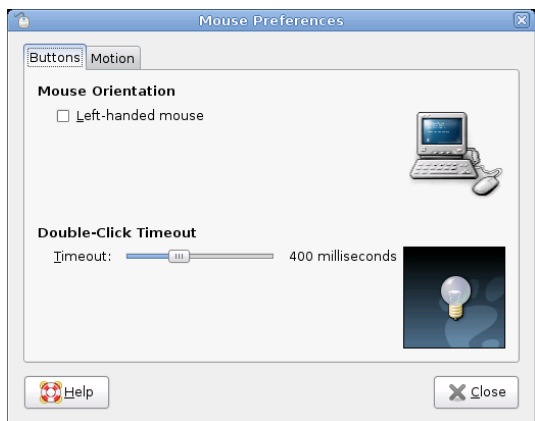 Mouse Preferences
Buttons Motion
Mouse Orientation
Left-handed mouse
Double-Click Timeout
Timeout: 400 milliseconds
Help Close